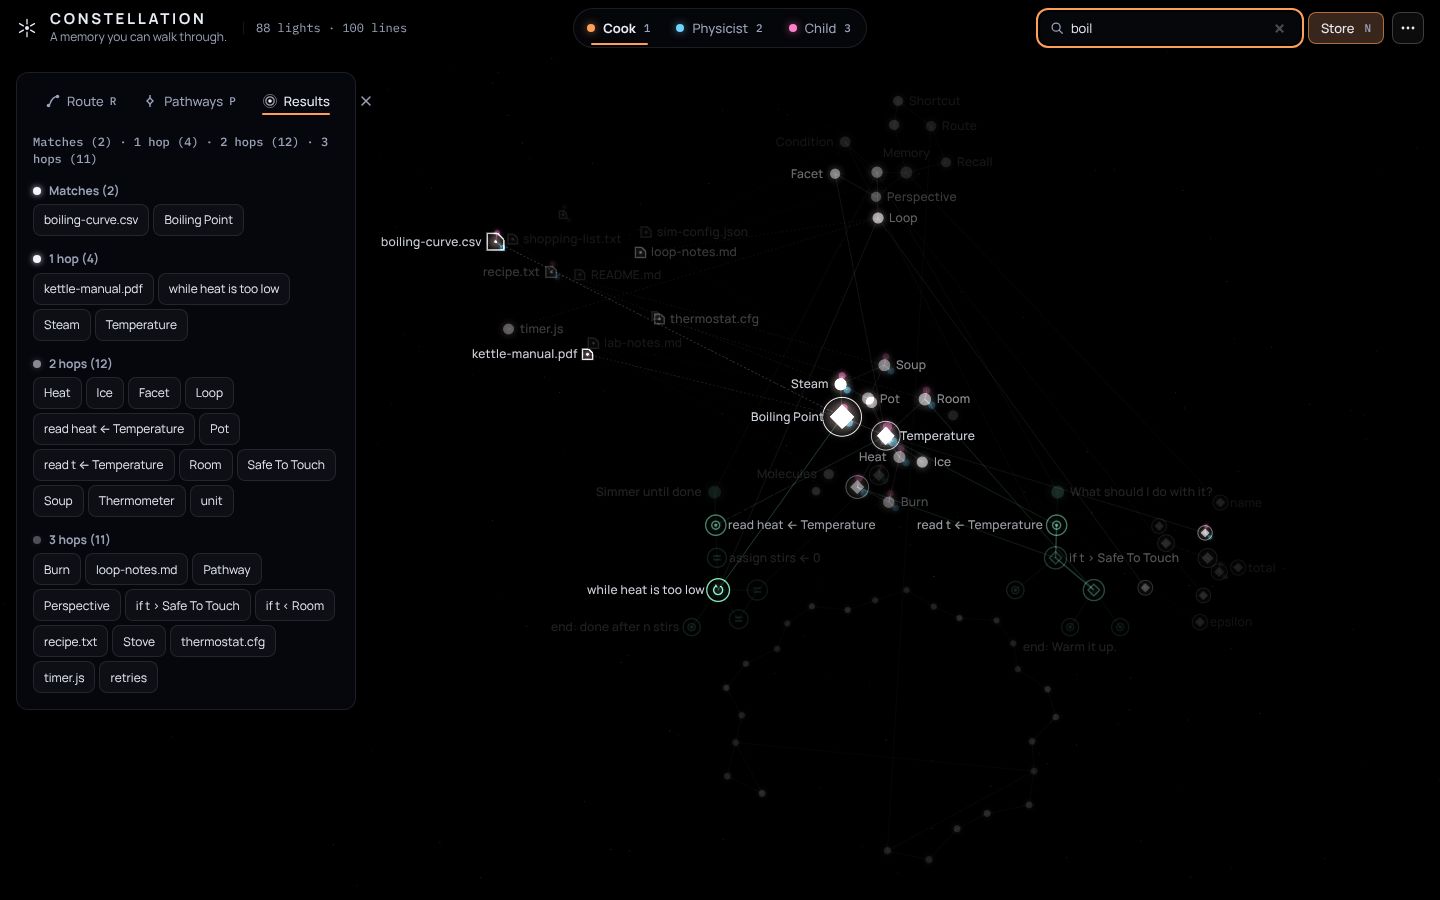 CONSTELLATION
A memory you can walk through.
88 lights · 100 lines
Cook 1
Physicist 2
Child 3
boil
Store N
Route R
Pathways P
Results
Matches (2) · 1 hop (4) · 2 hops (12) · 3
hops (11)
Matches (2)
boiling-curve.csv
Boiling Point
1 hop (4)
kettle-manual.pdf
while heat is too low
Steam
Temperature
2 hops (12)
Heat
Ice
Facet
Loop
read heat ← Temperature
Pot
read t ← Temperature
Room
Safe To Touch
Soup
Thermometer
unit
3 hops (11)
Burn
loop-notes.md
Pathway
Perspective
if t > Safe To Touch
if t < Room
recipe.txt
Stove
thermostat.cfg
timer.js
retries
Shortcut
Route
Condition
Memory
Recall
Facet
Perspective
Loop
boiling-curve.csv
shopping-list.txt
sim-config.json
loop-notes.md
recipe.txt
README.md
thermostat.cfg
timer.js
lab-notes.md
kettle-manual.pdf
Soup
Steam
Pot
Room
Boiling Point
Temperature
Heat
Ice
Molecules
Simmer until done
Burn
What should I do with it?
name
read heat ← Temperature
read t ← Temperature
assign stirs ← 0
if t > Safe To Touch
total
while heat is too low
end: done after n stirs
epsilon
end: Warm it up.